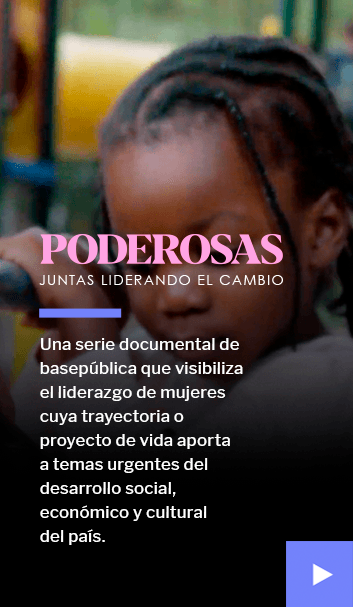 PODEROSAS
JUNTAS LIDERANDO EL CAMBIO
Una serie documental de
basepública que visibiliza
el liderazgo de mujeres
cuya trayectoria o
proyecto de vida aporta
a temas urgentes del
desarrollo social,
económico y cultural
del país.